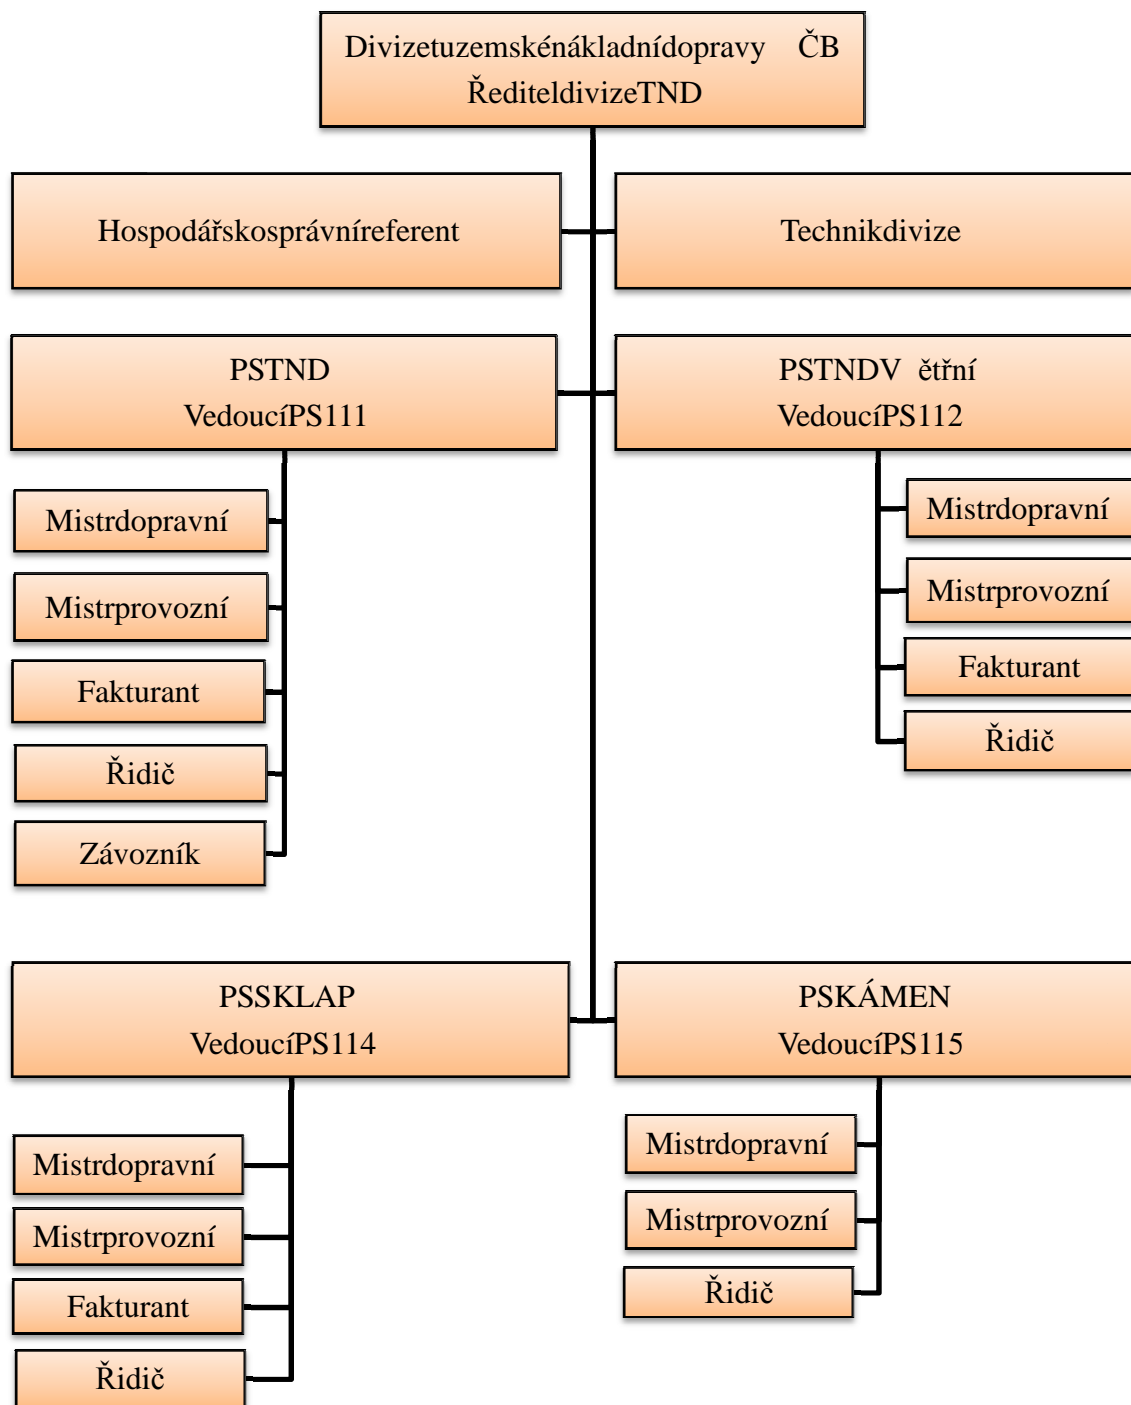 Divizetuzemskénákladnídopravy ČB
ŘediteldivizeTND
Hospodářskosprávníreferent
Technikdivize
PSTND
VedoucíPS111
PSTNDV ětřní
VedoucíPS112
Mistrdopravní
Mistrprovozní
Fakturant
Řidič
Závozník
Mistrdopravní
Mistrprovozní
Fakturant
Řidič
PSSKLAP
VedoucíPS114
PSKÁMEN
VedoucíPS115
Mistrdopravní
Mistrprovozní
Fakturant
Řidič
Mistrdopravní
Mistrprovozní
Řidič